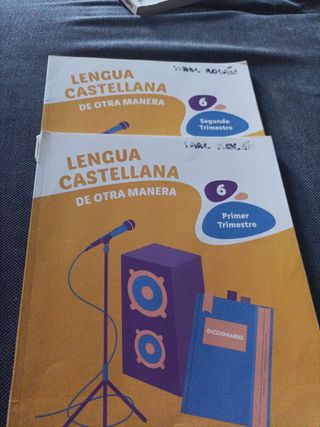 LENGUA
CASTELLANA
DE OTRA MANERA
6
Segundo
Trimestre
LENGUA
CASTELLANA
DE OTRA MANERA
6
Primer
Trimestre
DICCIONARIO